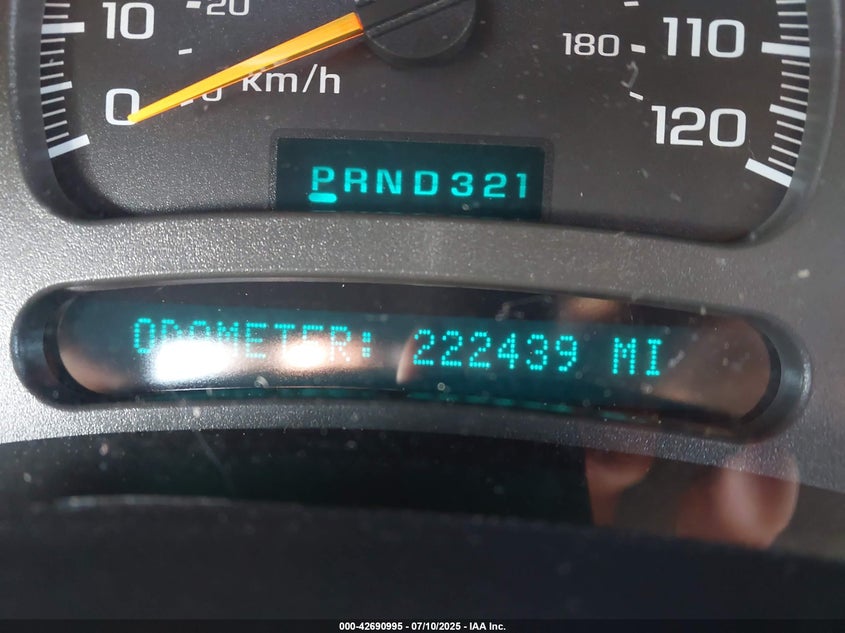 10 20 180 110
0 km/h 120
PRND321
ODOMETER: 222439 MI
000-42690995 - 07/10/2025 - IAA Inc.